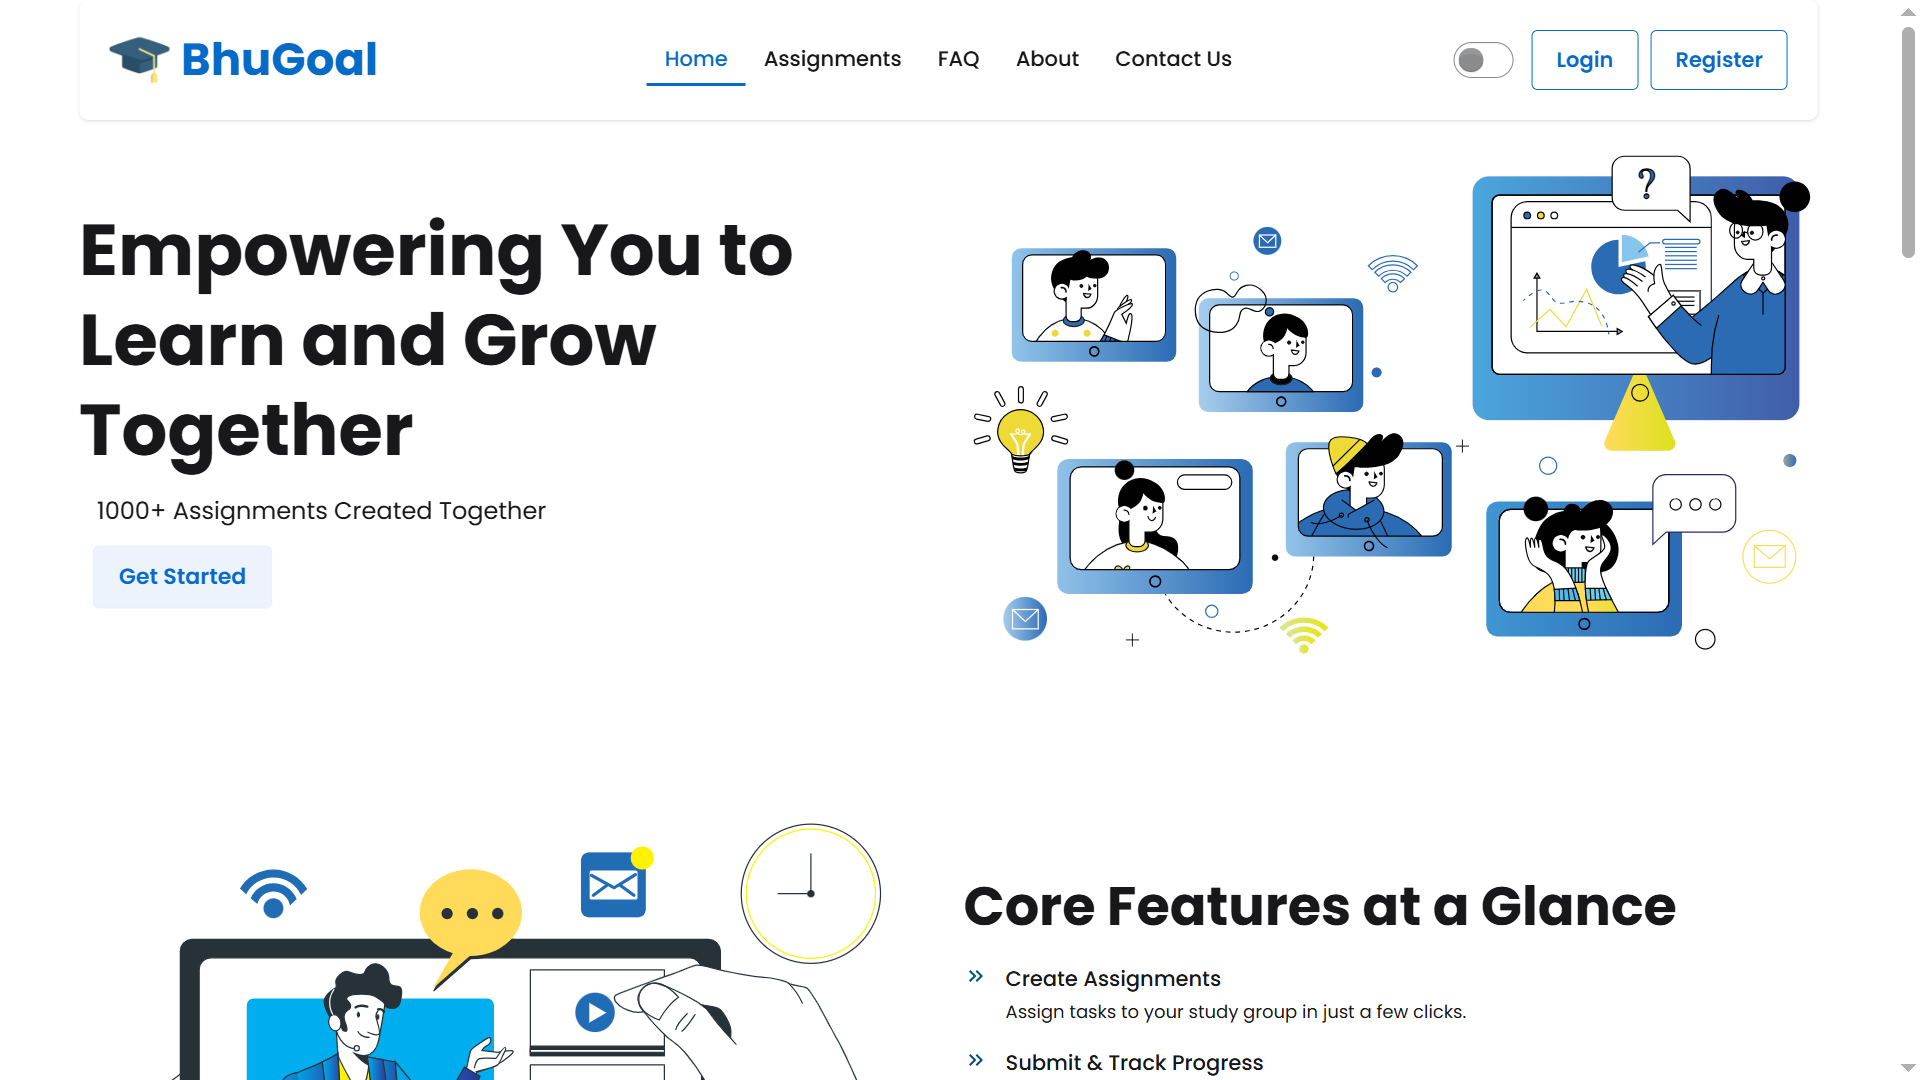 BhuGoal
Home
Assignments
FAQ
About
Contact Us
Login
Register
Empowering You to
Learn and Grow
Together
1000+ Assignments Created Together
Get Started
?
Core Features at a Glance
Create Assignments
Assign tasks to your study group in just a few clicks.
Submit & Track Progress